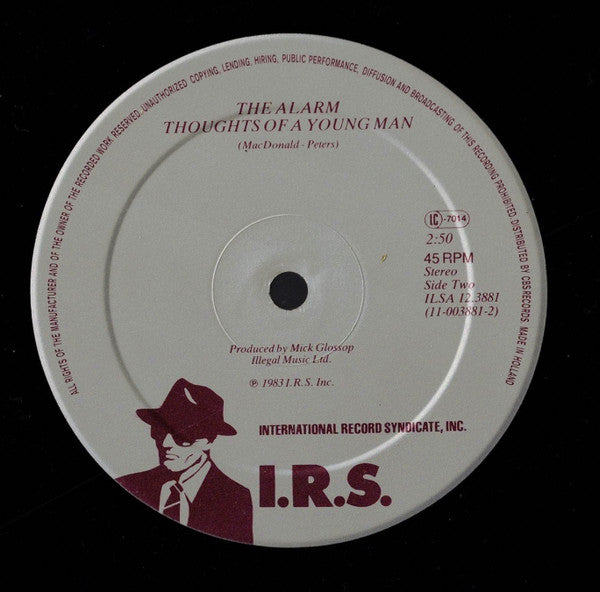 ALL RIGHTS OF THE MANUFACTURER AND OF THE OWNER OF THE RECORDED WORK RESERVED. UNAUTHORIZED COPYING, LENDING, HIRING, PUBLIC PERFORMANCE, DIFFUSION AND BROADCASTING OF THIS RECORDING PROHIBITED. DISTRIBUTED BY CBS RECORDS. MADE IN HOLLAND
THE ALARM
THOUGHTS OF A YOUNG MAN
(MacDonald - Peters)
LC-7014
2:50
45 RPM
Stereo
Side Two
ILSA 12.3881
(11-003881-2)
Produced by Mick Glossop
Illegal Music Ltd.
℗ 1983 I.R.S. Inc.
INTERNATIONAL RECORD SYNDICATE, INC.
I.R.S.